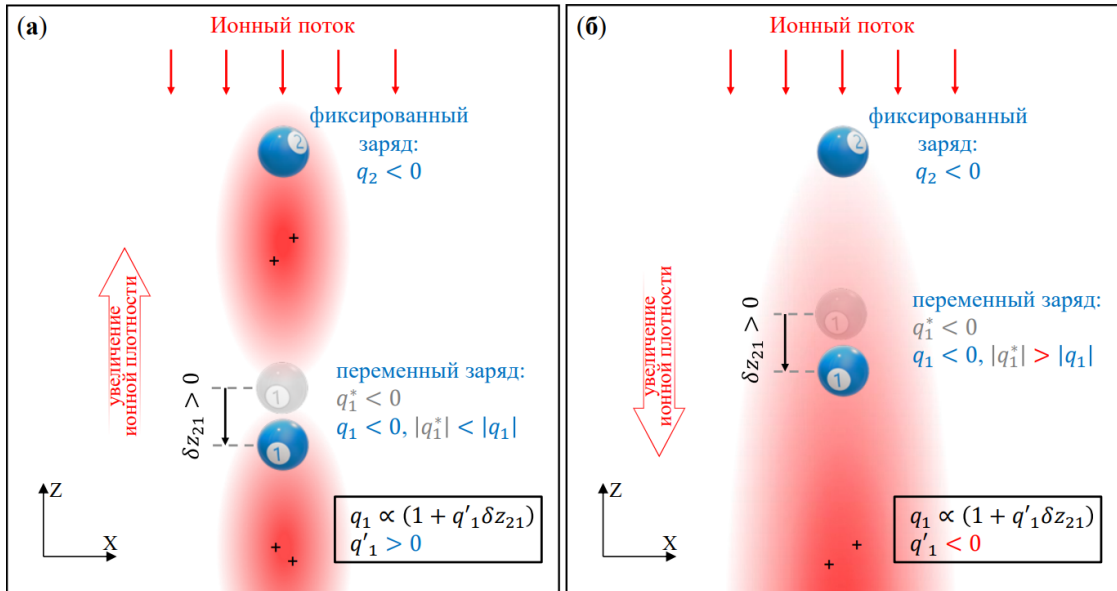 (а)
Ионный поток
2
фиксированный
заряд:
q₂ < 0
+
+
увеличение
ионной плотности
δz₂₁ > 0
1
1
переменный заряд:
q₁* < 0
q₁ < 0, |q₁*| < |q₁|
+
+
Z
X
q₁ ∝ (1 + q′₁δz₂₁)
q′₁ > 0
(б)
Ионный поток
2
фиксированный
заряд:
q₂ < 0
увеличение
ионной плотности
δz₂₁ > 0
1
1
переменный заряд:
q₁* < 0
q₁ < 0, |q₁*| > |q₁|
+
+
Z
X
q₁ ∝ (1 + q′₁δz₂₁)
q′₁ < 0